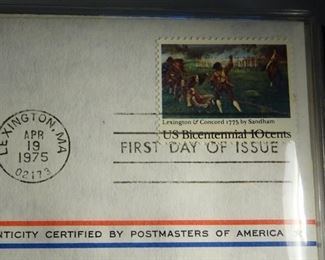 Lexington & Concord 1775 by Sandham
US Bicentennial 10cents
LEXINGTON, MA
APR
19
1975
02173
FIRST DAY OF ISSUE
NTICITY CERTIFIED BY POSTMASTERS OF AMERICA